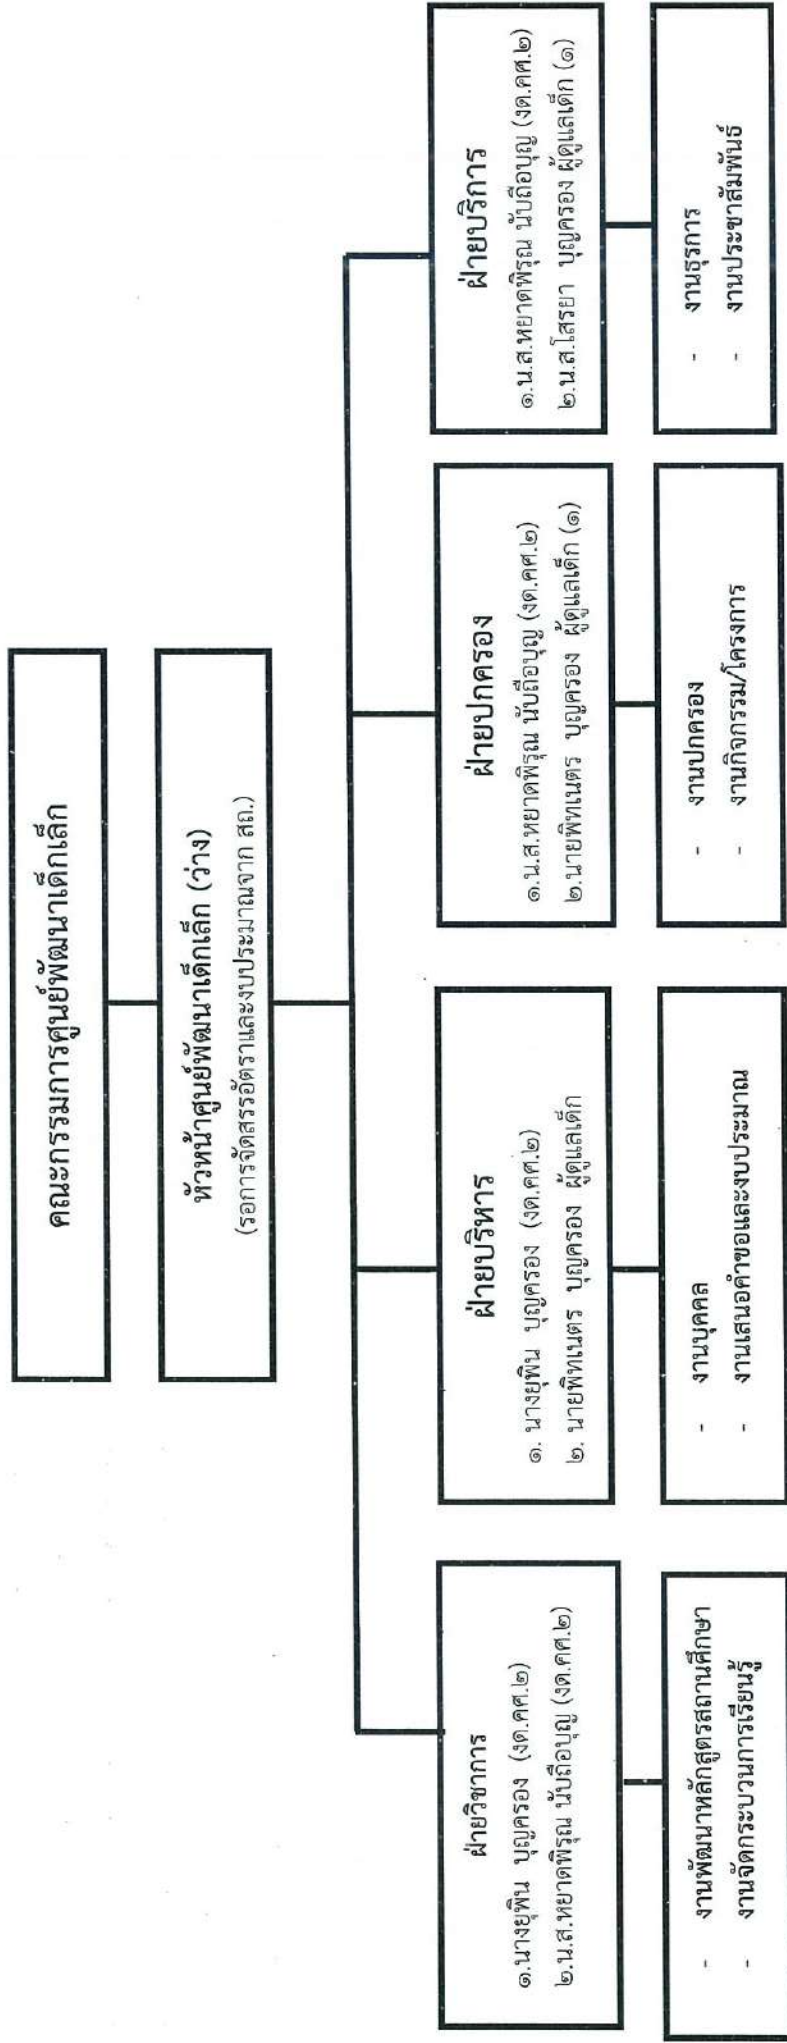 คณะกรรมการศูนย์พัฒนาเด็กเล็ก
หัวหน้าศูนย์พัฒนาเด็กเล็ก (ว่าง)
(รอการจัดสรรอัตราและงบประมาณจาก สถ.)
ฝ่ายวิชาการ
๑.นางยุพิน บุญครอง (งด.คศ.๒)
๒.น.ส.หยาดพิรุณ นับถือบุญ (งด.คศ.๒)
- งานพัฒนาหลักสูตรสถานศึกษา
- งานจัดกระบวนการเรียนรู้
ฝ่ายบริหาร
๑. นางยุพิน บุญครอง (งด.คศ.๒)
๒. นายพิทเนตร บุญครอง ผู้ดูแลเด็ก
- งานบุคคล
- งานเสนอคำขอและงบประมาณ
ฝ่ายปกครอง
๑.น.ส.หยาดพิรุณ นับถือบุญ (งด.คศ.๒)
๒.นายพิทเนตร บุญครอง ผู้ดูแลเด็ก (๑)
- งานปกครอง
- งานกิจกรรม/โครงการ
ฝ่ายบริการ
๑.น.ส.หยาดพิรุณ นับถือบุญ (งด.คศ.๒)
๒.น.ส.โสรยา บุญครอง ผู้ดูแลเด็ก (๑)
- งานธุรการ
- งานประชาสัมพันธ์